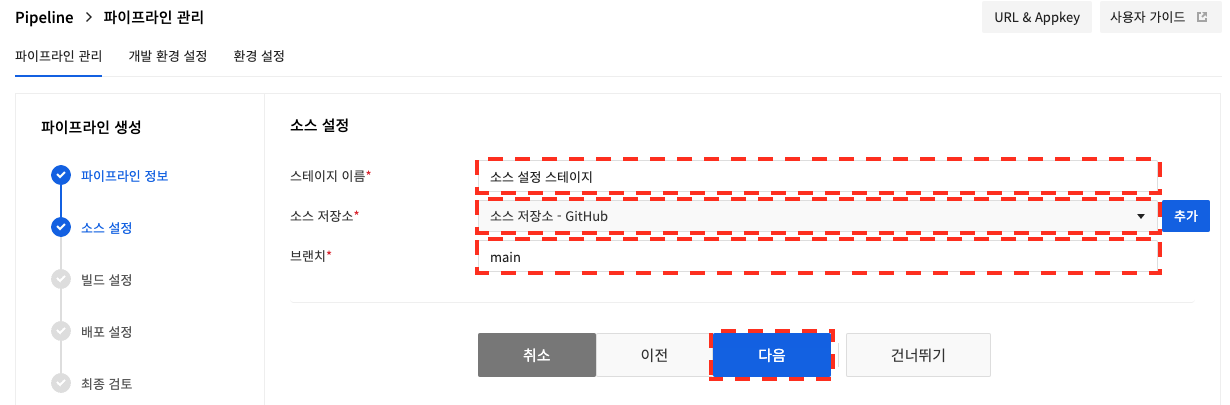 Pipeline > 파이프라인 관리
URL & Appkey
사용자 가이드
파이프라인 관리
개발 환경 설정
환경 설정
파이프라인 생성
파이프라인 정보
소스 설정
빌드 설정
배포 설정
최종 검토
소스 설정
스테이지 이름*
소스 설정 스테이지
소스 저장소*
소스 저장소 - GitHub
추가
브랜치*
main
취소
이전
다음
건너뛰기